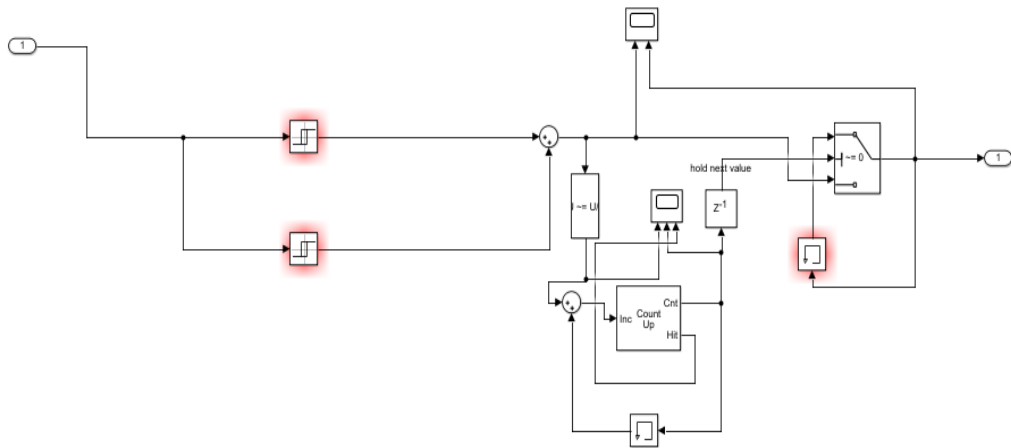 1
~= 0
1
hold next value
~= U/
Z⁻¹
Inc
Count
Up
Cnt
Hit